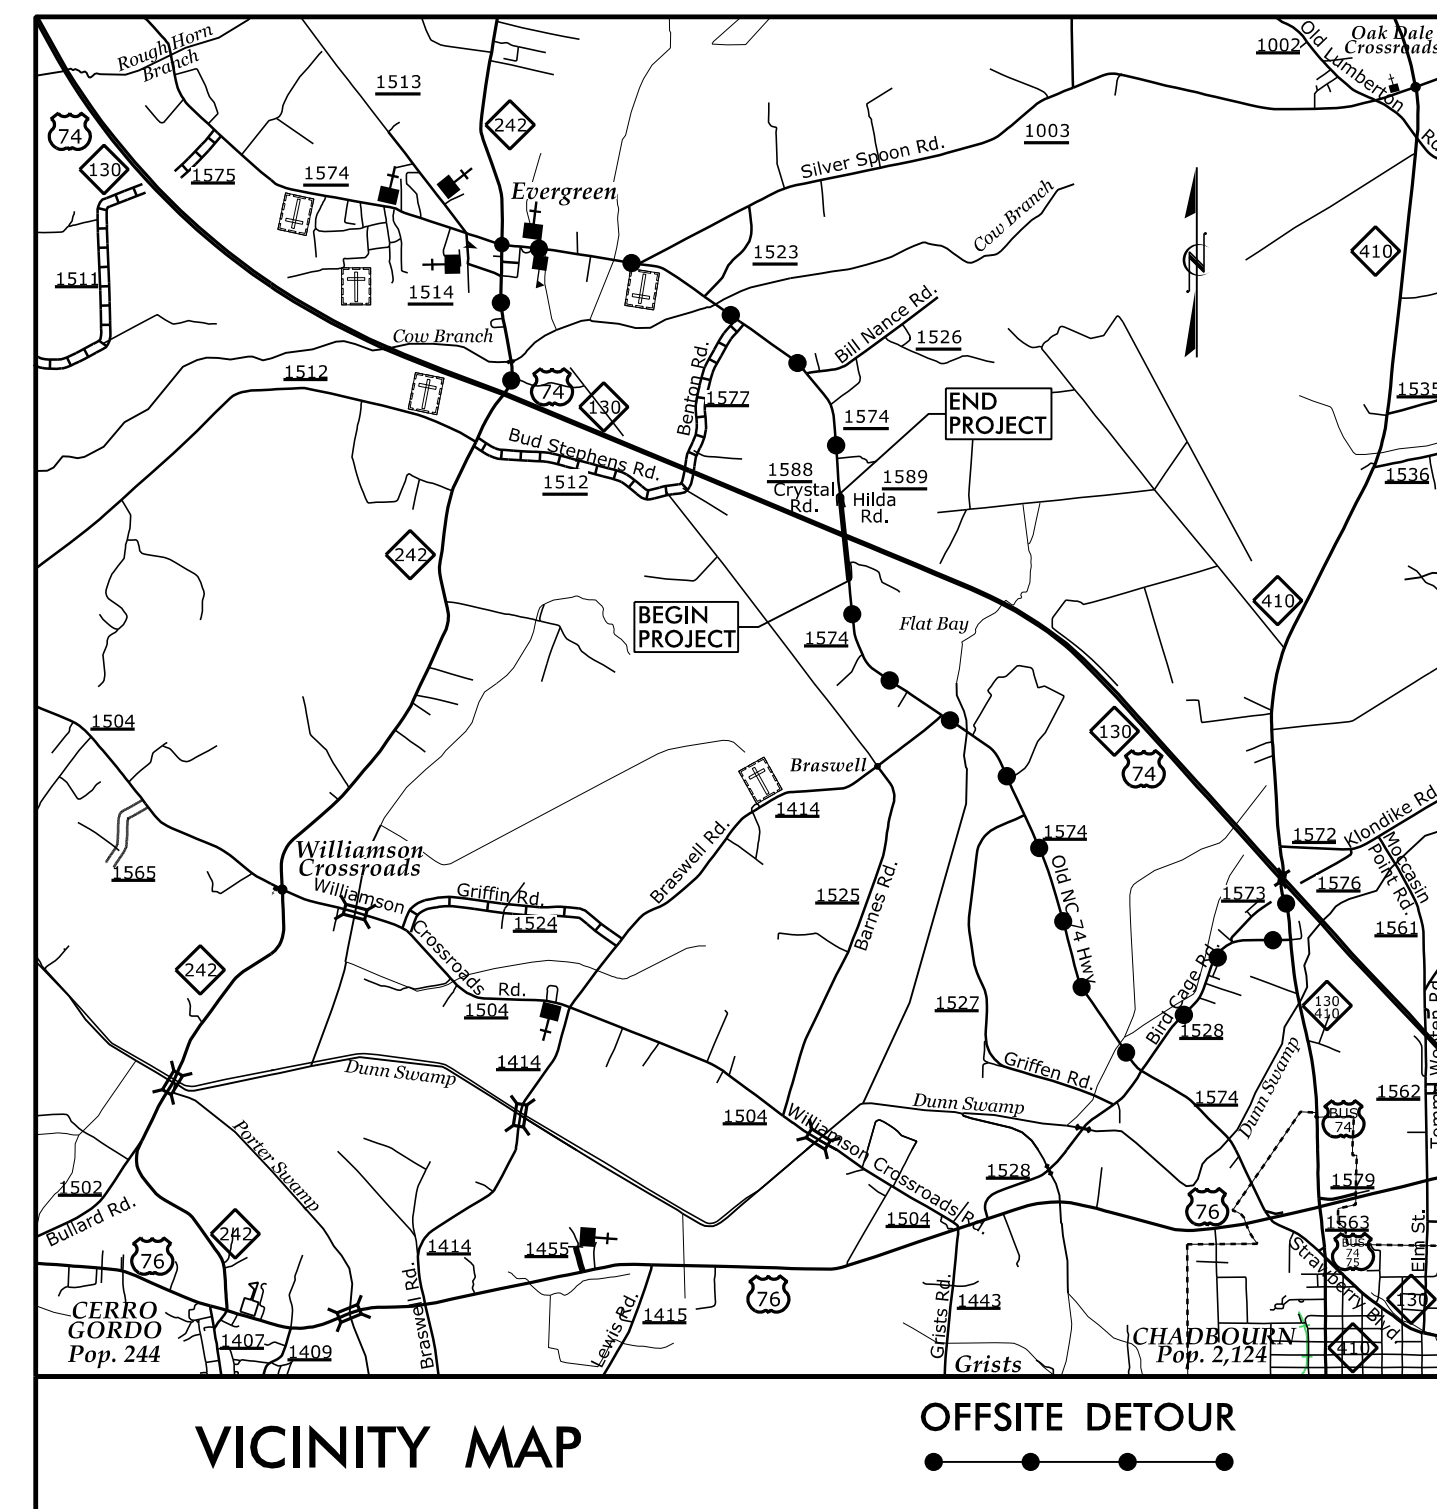 Rough Horn
Branch
1513
74
242
130
1575
1574
Evergreen
1002
Old Lumberton
Oak Dale
Crossroads
1003
Silver Spoon Rd.
Cow Branch
1523
410
1511
1514
Cow Branch
Bill Nance Rd.
1526
1512
74
130
Benton Rd.
1577
1535
END
PROJECT
1574
Bud Stephens Rd.
1512
1588
Crystal
Rd.
1589
Hilda
Rd.
1536
242
410
BEGIN
PROJECT
1574
Flat Bay
1504
130
74
Braswell
1414
1574
1572
Klondike Rd
Moccasin
Point Rd.
1565
Williamson
Crossroads
Williamson
Crossroads
Rd.
Griffin Rd.
1524
Braswell Rd.
1525
Barnes Rd.
Old NC 74 Hwy
1573
1576
1561
242
1504
1527
Bird Cage Rd.
1528
130
410
Dunn Swamp
1414
Griffen Rd.
1574
Dunn Swamp
1562
BUS
74
Dunn Swamp
1504
Williamson Crossroads Rd.
Porter Swamp
1502
Bullard Rd.
1528
1579
76
1504
1563
BUS
74
75
Elm St.
242
76
1414
1455
76
1443
Strawberry Blvd.
130
CERRO
GORDO
Pop. 244
1407
1409
Braswell Rd.
Lewis Rd.
1415
Grists Rd.
Grists
CHADBOURN
Pop. 2,124
410
VICINITY MAP
OFFSITE DETOUR